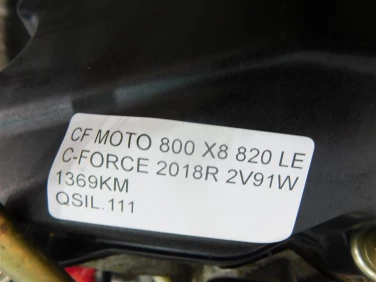 CF MOTO 800 X8 820 LE
C-FORCE 2018R 2V91W
1369KM
QSIL.111